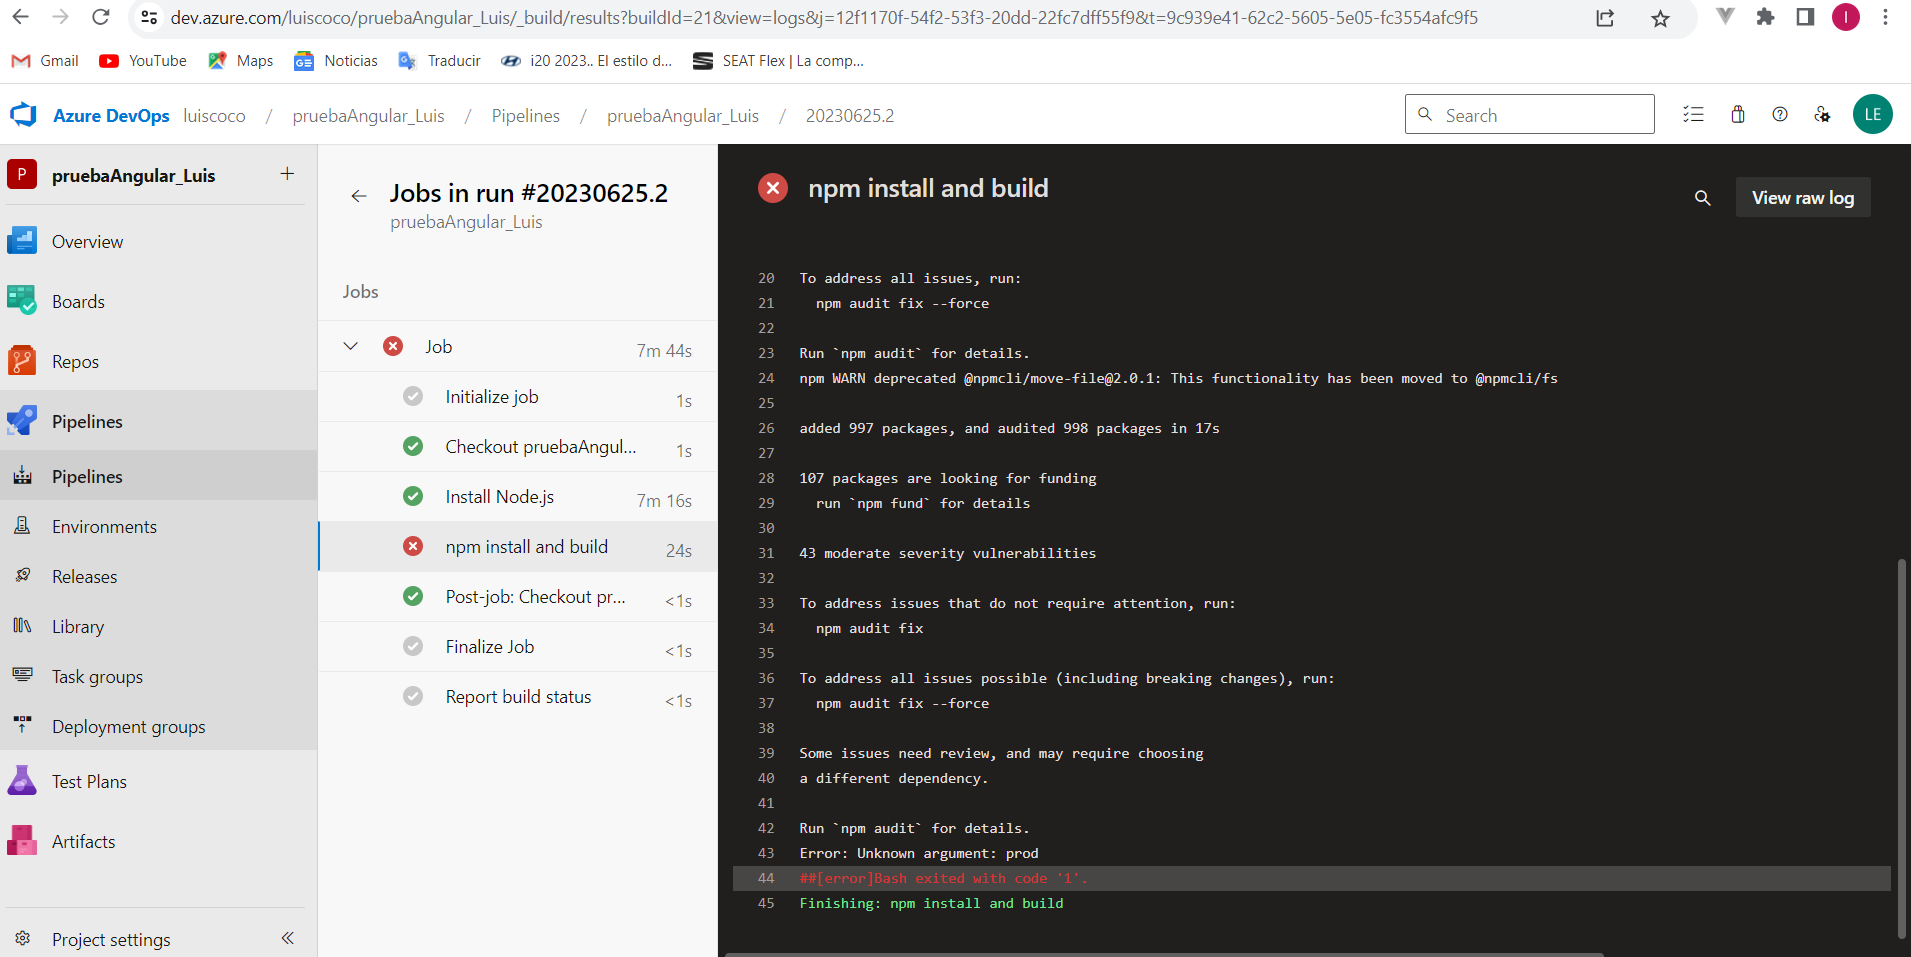 dev.azure.com/luiscoco/pruebaAngular_Luis/_build/results?buildId=21&view=logs&j=12f1170f-54f2-53f3-20dd-22fc7dff55f9&t=9c939e41-62c2-5605-5e05-fc3554afc9f5
I
Gmail YouTube Maps GE Noticias Traducir i20 2023.. El estilo d... SEAT Flex | La comp...
Azure DevOps luiscoco / pruebaAngular_Luis / Pipelines / pruebaAngular_Luis / 20230625.2
Search
LE
P pruebaAngular_Luis +
Overview
Boards
Repos
Pipelines
Pipelines
Environments
Releases
Library
Task groups
Deployment groups
Test Plans
Artifacts
Project settings
Jobs in run #20230625.2
pruebaAngular_Luis
Jobs
Job 7m 44s
Initialize job 1s
Checkout pruebaAngul... 1s
Install Node.js 7m 16s
npm install and build 24s
Post-job: Checkout pr... <1s
Finalize Job <1s
Report build status <1s
npm install and build
View raw log
20 To address all issues, run:
21 npm audit fix --force
22
23 Run `npm audit` for details.
24 npm WARN deprecated @npmcli/move-file@2.0.1: This functionality has been moved to @npmcli/fs
25
26 added 997 packages, and audited 998 packages in 17s
27
28 107 packages are looking for funding
29 run `npm fund` for details
30
31 43 moderate severity vulnerabilities
32
33 To address issues that do not require attention, run:
34 npm audit fix
35
36 To address all issues possible (including breaking changes), run:
37 npm audit fix --force
38
39 Some issues need review, and may require choosing
40 a different dependency.
41
42 Run `npm audit` for details.
43 Error: Unknown argument: prod
44 ##[error]Bash exited with code '1'.
45 Finishing: npm install and build